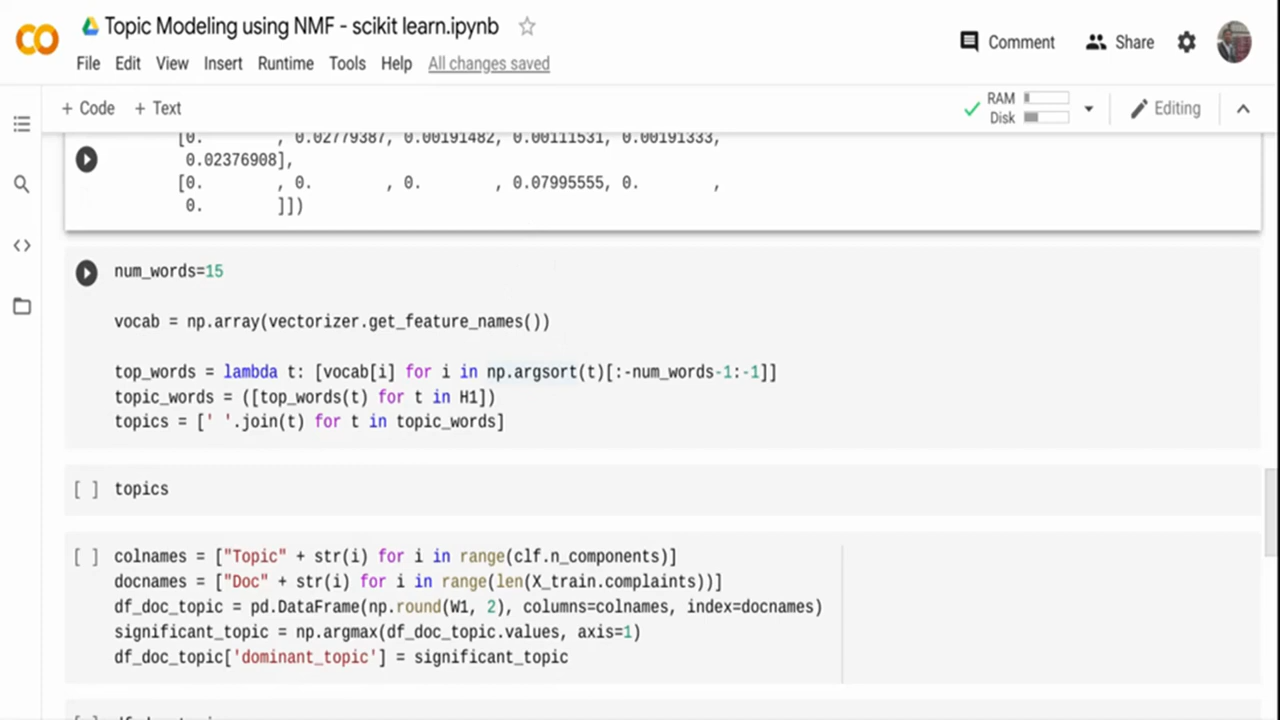 Topic Modeling using NMF - scikit learn.ipynb
Comment
Share
File Edit View Insert Runtime Tools Help All changes saved
+ Code + Text
RAM
Disk
Editing
[0.        , 0.02779387, 0.00191482, 0.00111531, 0.00191333,
0.02376908],
[0.        , 0.        , 0.        , 0.07995555, 0.        ,
0.        ]])
num_words=15
vocab = np.array(vectorizer.get_feature_names())
top_words = lambda t: [vocab[i] for i in np.argsort(t)[:-num_words-1:-1]]
topic_words = ([top_words(t) for t in H1])
topics = [' '.join(t) for t in topic_words]
[ ] topics
[ ] colnames = ["Topic" + str(i) for i in range(clf.n_components)]
docnames = ["Doc" + str(i) for i in range(len(X_train.complaints))]
df_doc_topic = pd.DataFrame(np.round(W1, 2), columns=colnames, index=docnames)
significant_topic = np.argmax(df_doc_topic.values, axis=1)
df_doc_topic['dominant_topic'] = significant_topic